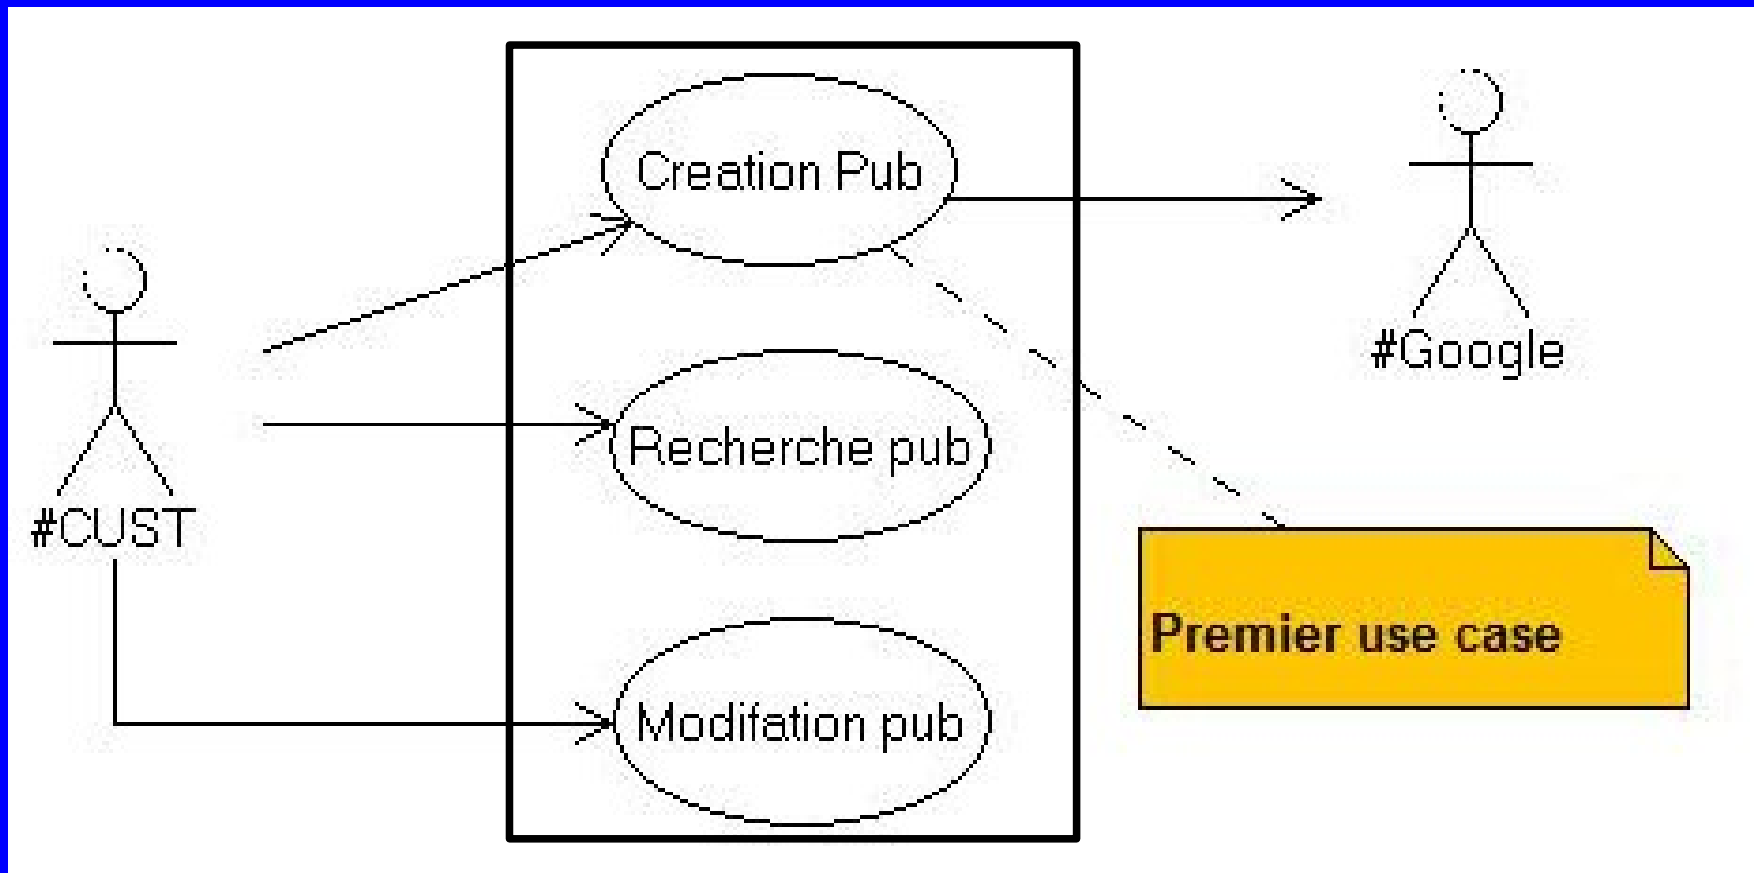 Creation Pub
#Google
Recherche pub
#CUST
Premier use case
Modifation pub